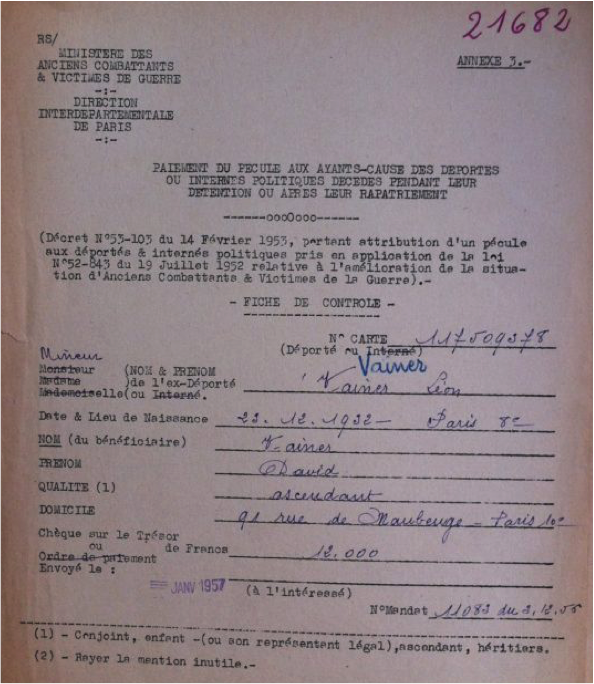 21682
RS/
MINISTERE DES
ANCIENS COMBATTANTS
& VICTIMES DE GUERRE
-:-
DIRECTION
INTERDEPARTEMENTALE
DE PARIS
-:-
ANNEXE 3.-
PAIEMENT DU PECULE AUX AYANTS-CAUSE DES DEPORTES
OU INTERNES POLITIQUES DECEDES PENDANT LEUR
DETENTION OU APRES LEUR RAPATRIEMENT
------ooo0ooo------
(Décret N°53-103 du 14 Février 1953, portant attribution d'un pécule
aux déportés & internés politiques pris en application de la loi
N°52-843 du 19 Juillet 1952 relative à l'amélioration de la situa-
tion d'Anciens Combattants & Victimes de la Guerre).-
- FICHE DE CONTROLE -
N° CARTE 117509278
(Déporté ou Interné)
Mineur Vainer
Monsieur (NOM & PRENOM
Madame )de l'ex-Déporté Vainer Léon
Mademoiselle(ou Interné.
Date & Lieu de Naissance 23.12.1932 - Paris 8e
NOM (du bénéficiaire) Vainer
PRENOM David
QUALITE (1) ascendant
DOMICILE 91 rue de Maubeuge - Paris 10e
Chèque sur le Trésor
ou de Francs 12.000
Ordre de paiement
Envoyé le :
JANV 1957 (à l'intéressé)
N°Mandat 11083 du 2.12.55
(1) - Conjoint, enfant -(ou son représentant légal),ascendant, héritiers.
(2) - Rayer la mention inutile.-